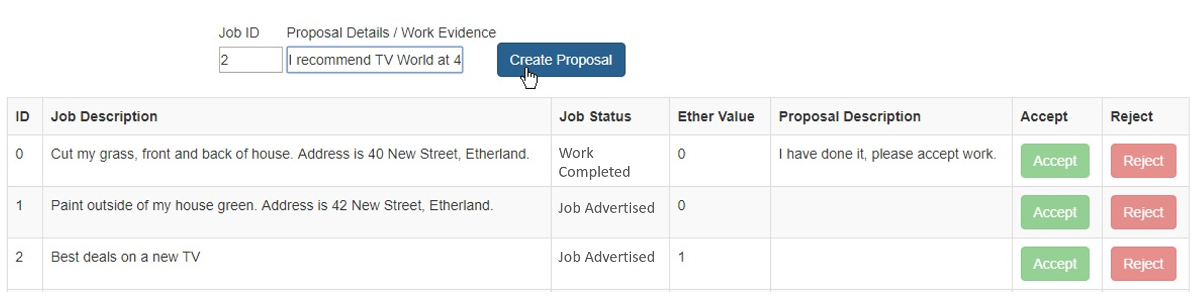 Job ID Proposal Details / Work Evidence
2 I recommend TV World at 4 Create Proposal
ID Job Description Job Status Ether Value Proposal Description Accept Reject
0 Cut my grass, front and back of house. Address is 40 New Street, Etherland. Work Completed 0 I have done it, please accept work. Accept Reject
1 Paint outside of my house green. Address is 42 New Street, Etherland. Job Advertised 0 Accept Reject
2 Best deals on a new TV Job Advertised 1 Accept Reject